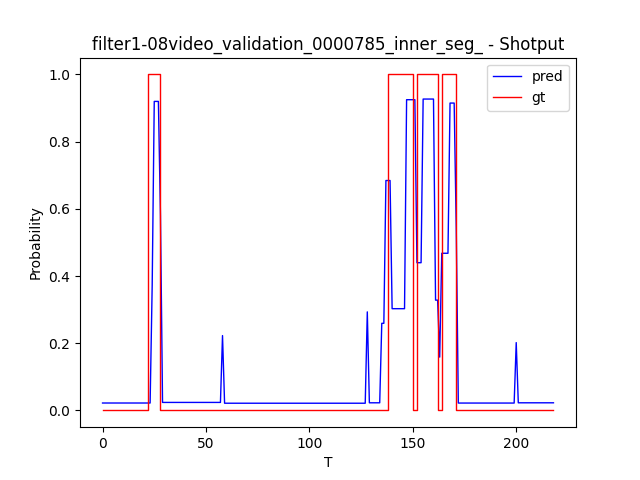 filter1-08video_validation_0000785_inner_seg_ - Shotput
pred
gt
1.0
0.8
0.6
0.4
0.2
0.0
Probability
0
50
100
150
200
T